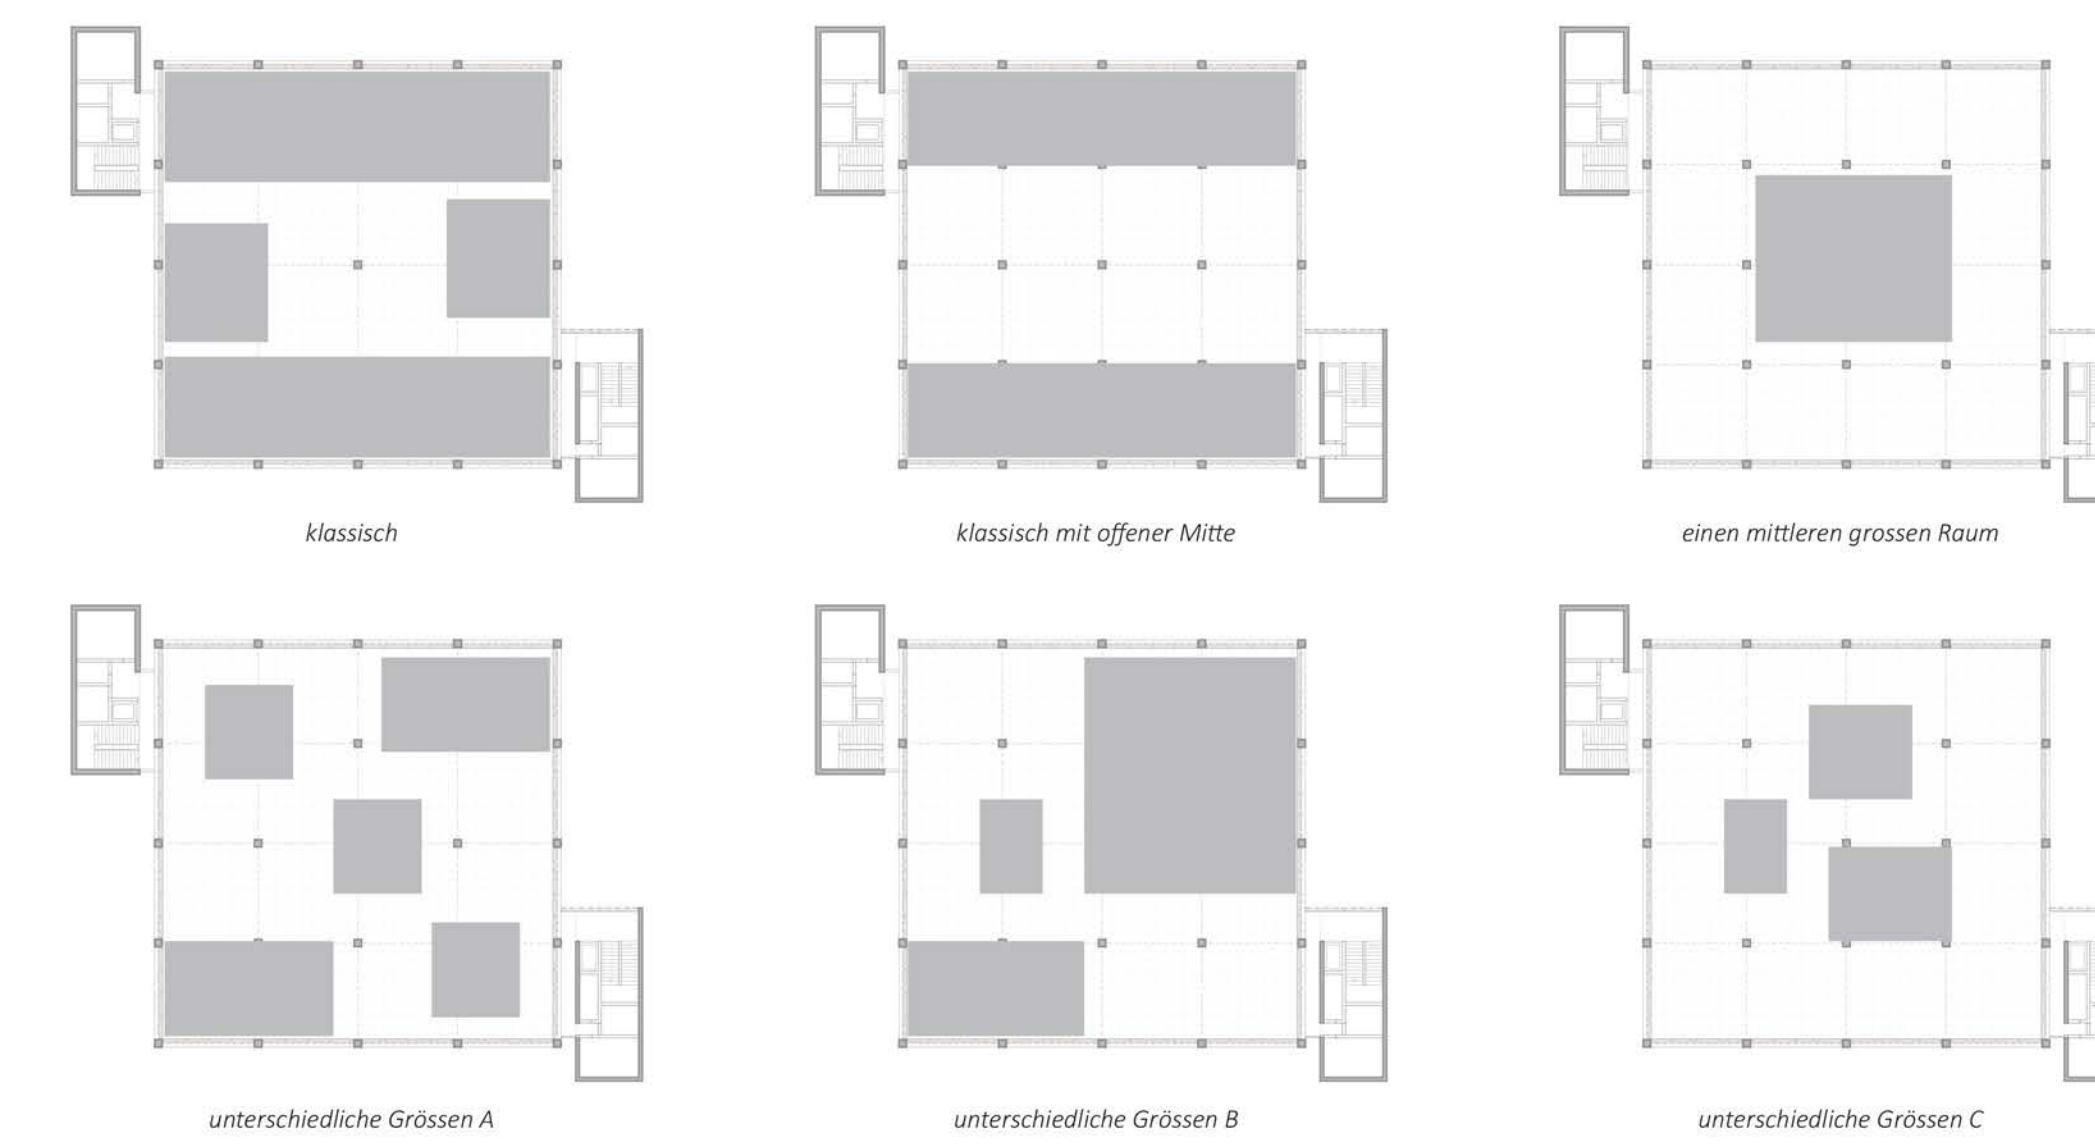 klassisch
klassisch mit offener Mitte
einen mittleren grossen Raum
unterschiedliche Grössen A
unterschiedliche Grössen B
unterschiedliche Grössen C